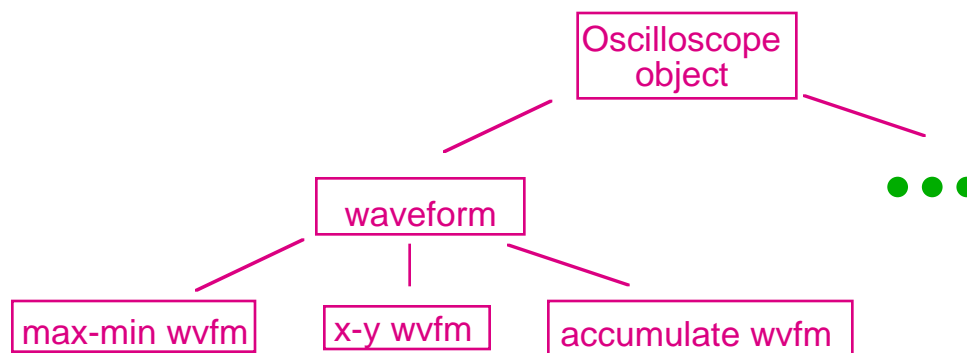 Oscilloscope
object
waveform
max-min wvfm
x-y wvfm
accumulate wvfm